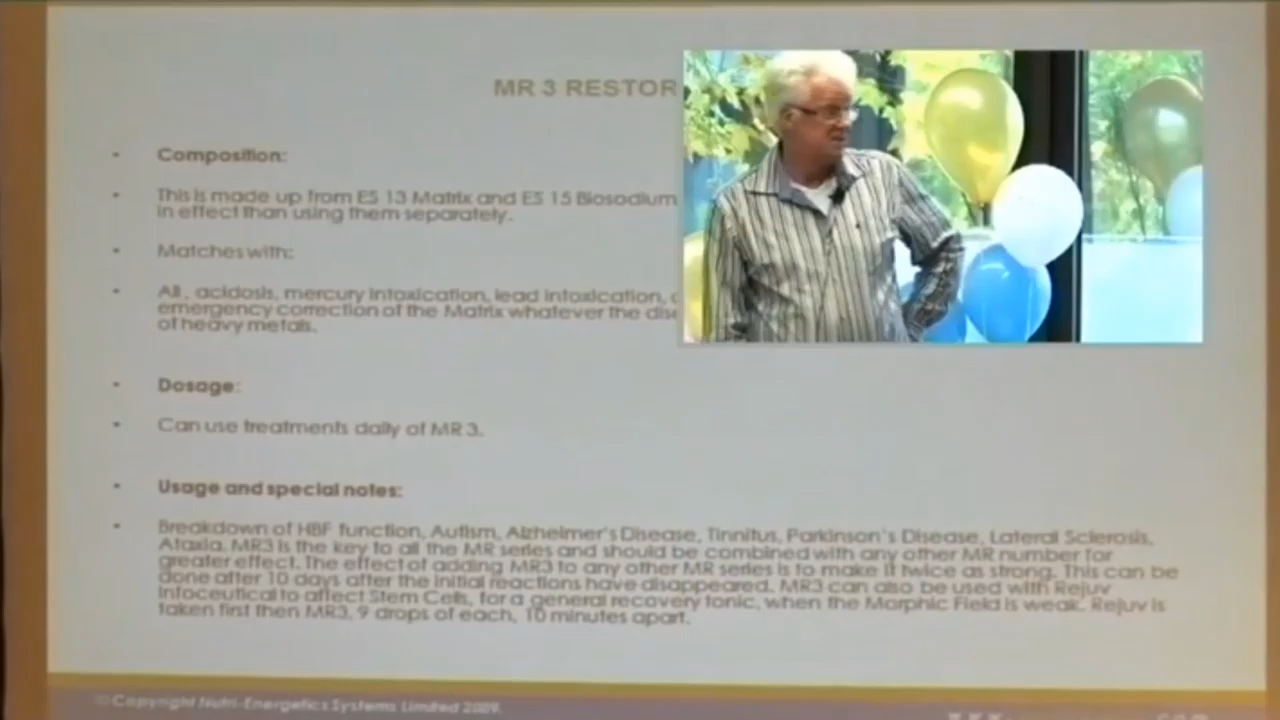 MR 3 RESTOR
• Composition:
• This is made up from ES 13 Matrix and ES 15 Biosodium
in effect than using them separately.
• Matches with:
• All, acidosis, mercury intoxication, lead intoxication,
emergency correction of the Matrix whatever the
of heavy metals.
• Dosage:
• Can use treatments daily of MR 3.
• Usage and special notes:
• Breakdown of HBF function, Autism, Alzheimer's Disease, Tinnitus, Parkinson's Disease, Lateral Sclerosis,
Ataxia. MR3 is the key to all the MR series and should be combined with any other MR number for
greater effect. The effect of adding MR3 to any other MR series is to make it twice as strong. This can be
done after 10 days after the initial reactions have disappeared. MR3 can also be used with Rejuv
Infoceutical to affect Stem Cells, for a general recovery tonic, when the Morphic Field is weak. Rejuv is
taken first then MR3, 9 drops of each, 10 minutes apart.
© Copyright Nutri-Energetics Systems Limited 2009.